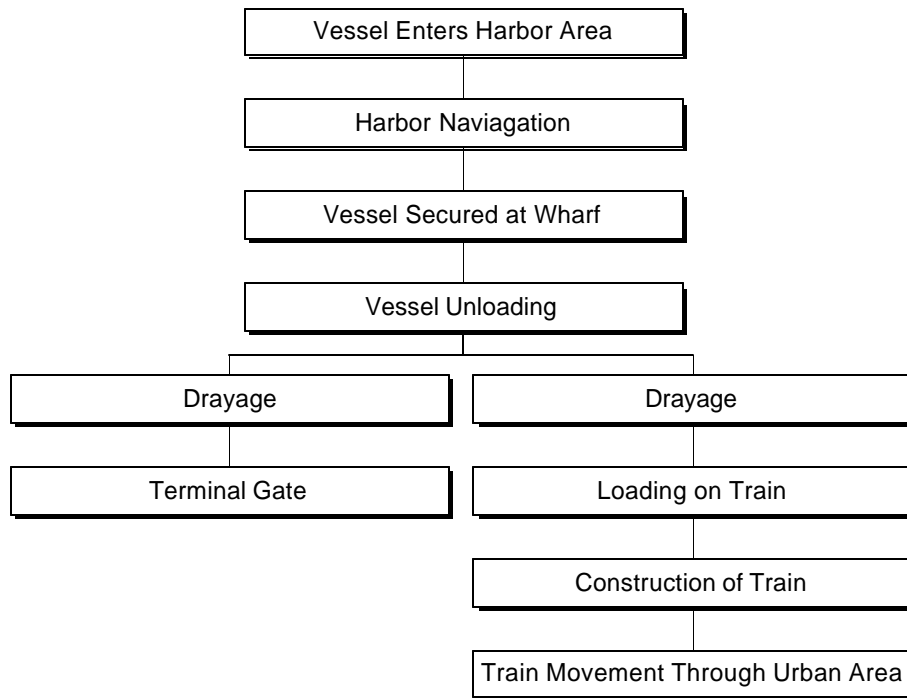 Vessel Enters Harbor Area
Harbor Naviagation
Vessel Secured at Wharf
Vessel Unloading
Drayage
Drayage
Terminal Gate
Loading on Train
Construction of Train
Train Movement Through Urban Area